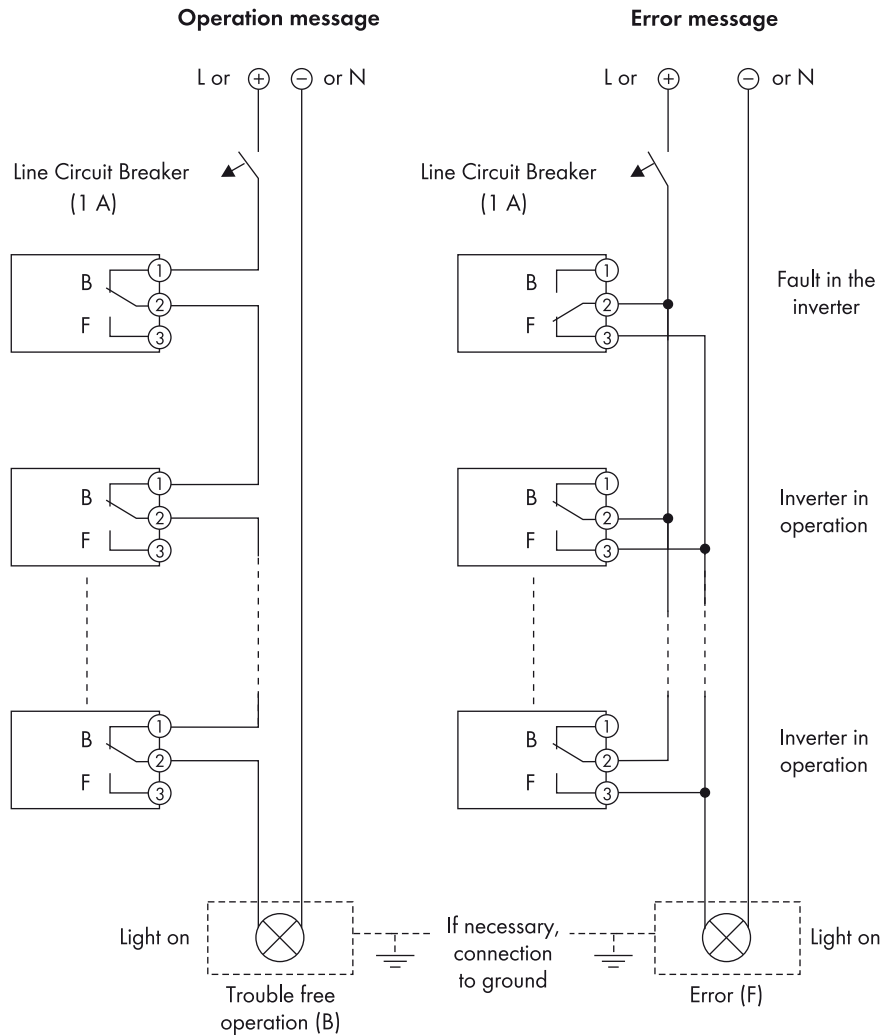 Operation message
Error message
L or + − or N
L or + − or N
Line Circuit Breaker
(1 A)
Line Circuit Breaker
(1 A)
B 1
2
F 3
B 1
2
F 3
Fault in the
inverter
B 1
2
F 3
B 1
2
F 3
Inverter in
operation
B 1
2
F 3
B 1
2
F 3
Inverter in
operation
Light on
If necessary,
connection
to ground
Light on
Trouble free
operation (B)
Error (F)